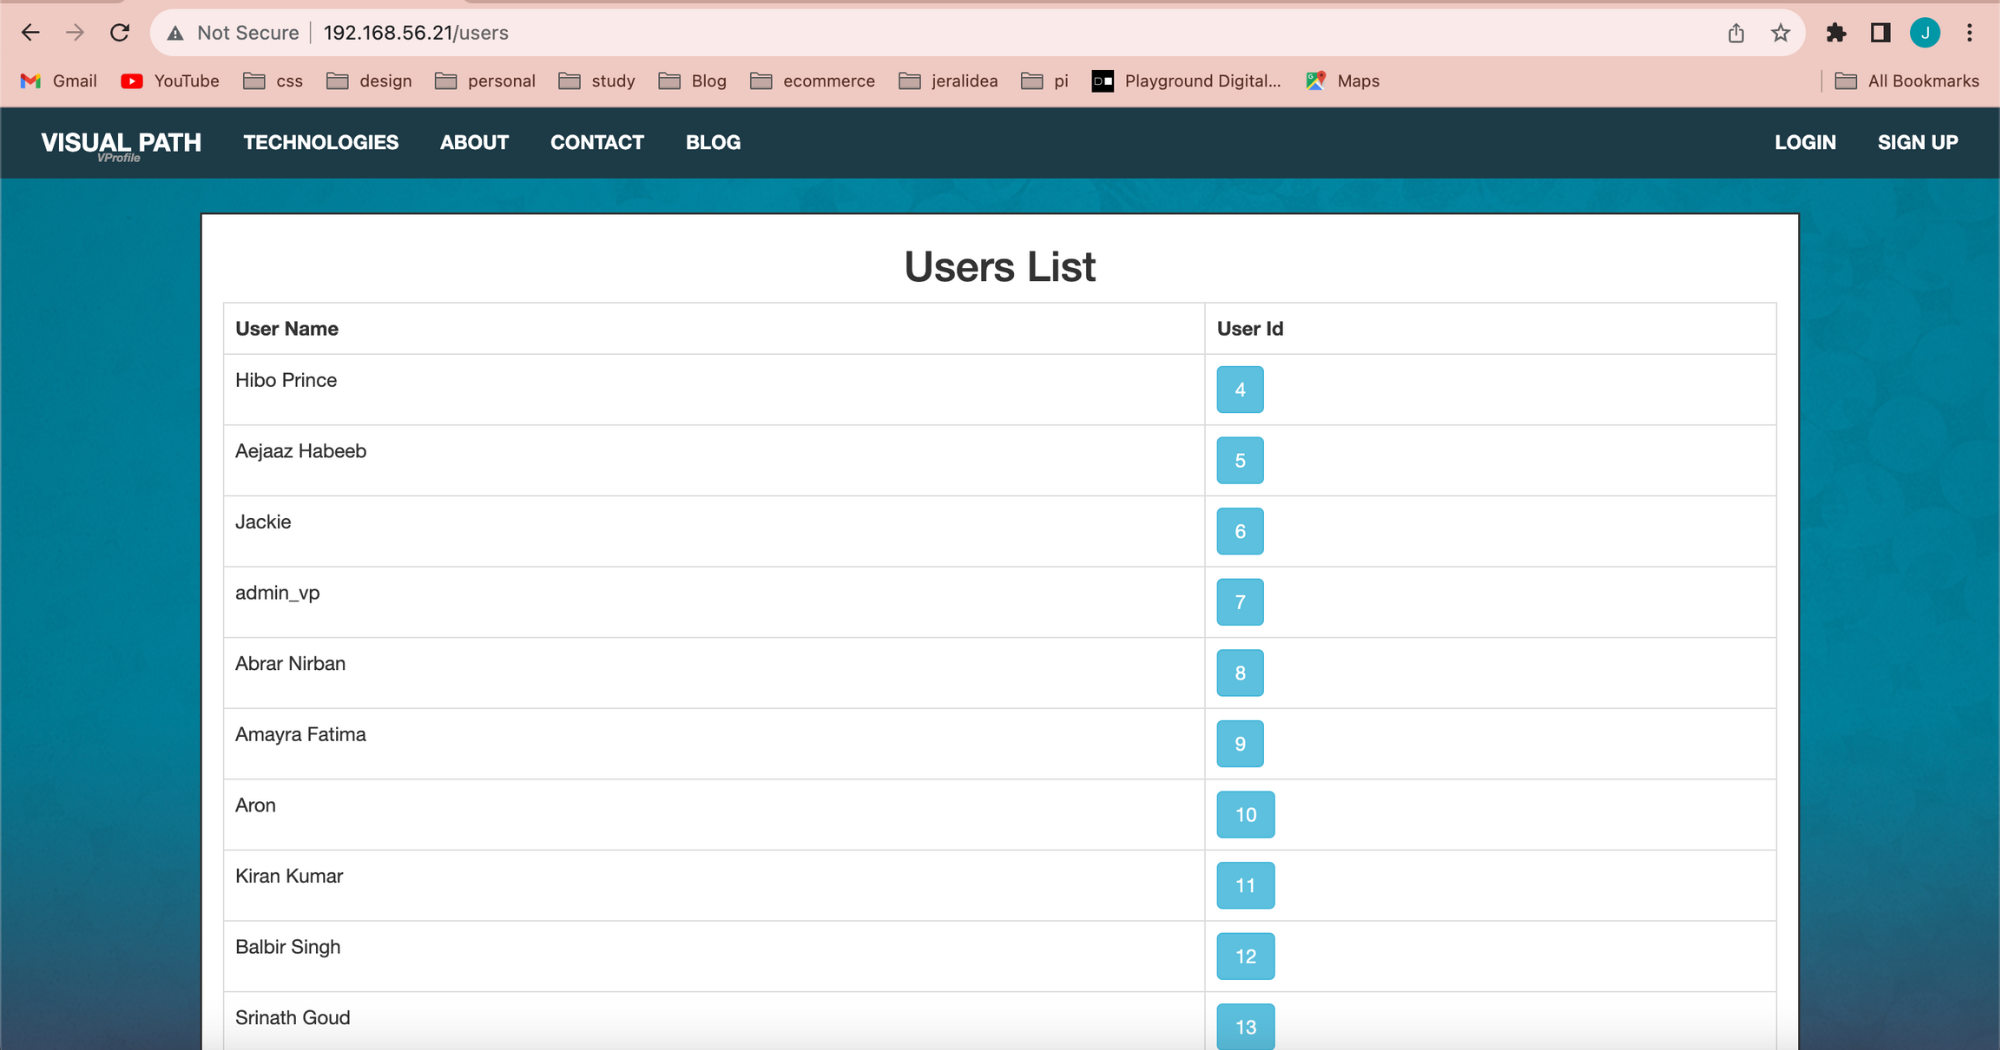 Not Secure 192.168.56.21/users J
Gmail YouTube css design personal study Blog ecommerce jeralidea pi Playground Digital... Maps All Bookmarks
VISUAL PATH TECHNOLOGIES ABOUT CONTACT BLOG LOGIN SIGN UP
VProfile
Users List
User Name User Id
Hibo Prince 4
Aejaaz Habeeb 5
Jackie 6
admin_vp 7
Abrar Nirban 8
Amayra Fatima 9
Aron 10
Kiran Kumar 11
Balbir Singh 12
Srinath Goud 13